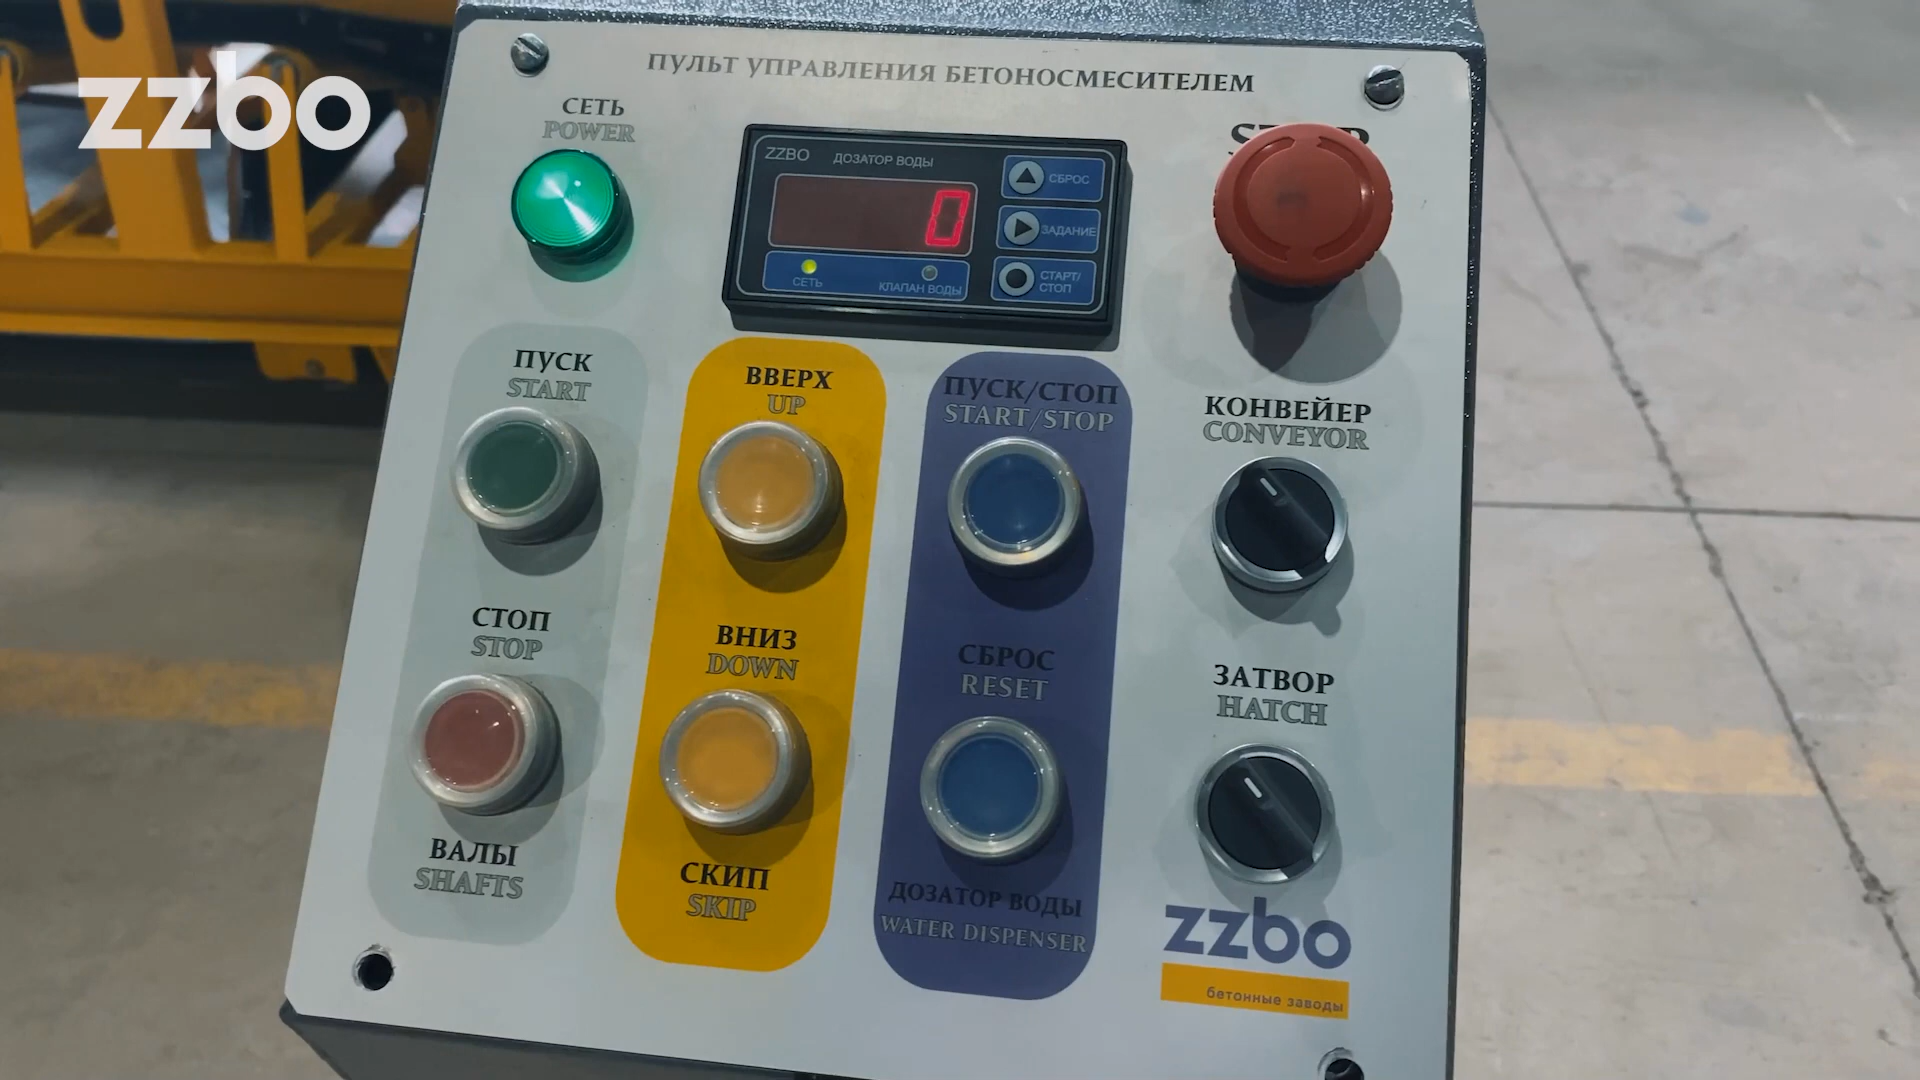 zzbo
ПУЛЬТ УПРАВЛЕНИЯ БЕТОНОСМЕСИТЕЛЕМ
СЕТЬ
POWER
ZZBO ДОЗАТОР ВОДЫ
0
СБРОС
ЗАДАНИЕ
СТАРТ/
СТОП
СЕТЬ
КЛАПАН ВОДЫ
ПУСК
START
СТОП
STOP
ВАЛЫ
SHAFTS
ВВЕРХ
UP
ВНИЗ
DOWN
СКИП
SKIP
ПУСК/СТОП
START/STOP
СБРОС
RESET
ДОЗАТОР ВОДЫ
WATER DISPENSER
КОНВЕЙЕР
CONVEYOR
ЗАТВОР
HATCH
zzbo
бетонные заводы